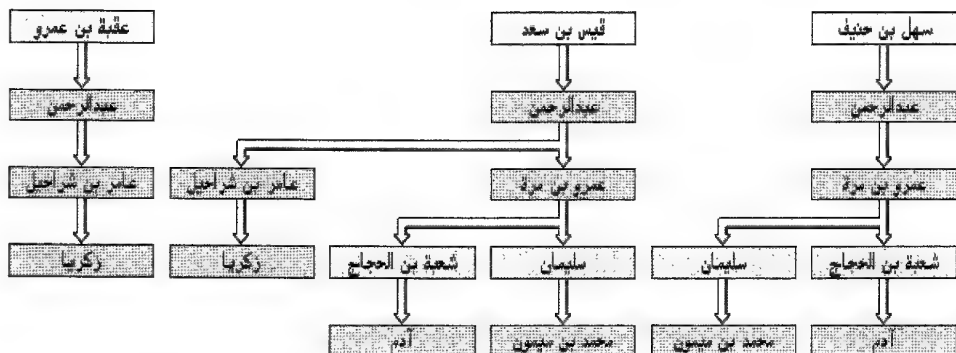 سهل بن حنيف
قيس بن سعد
عقبة بن عمرو
عبدالرحمن
عبدالرحمن
عبدالرحمن
عمرو بن مرة
عمرو بن مرة
عامر بن شراحيل
عامر بن شراحيل
شعبة بن الحجاج
سليمان
سليمان
شعبة بن الحجاج
زكريا
زكريا
آدم
محمد بن ميمون
محمد بن ميمون
آدم